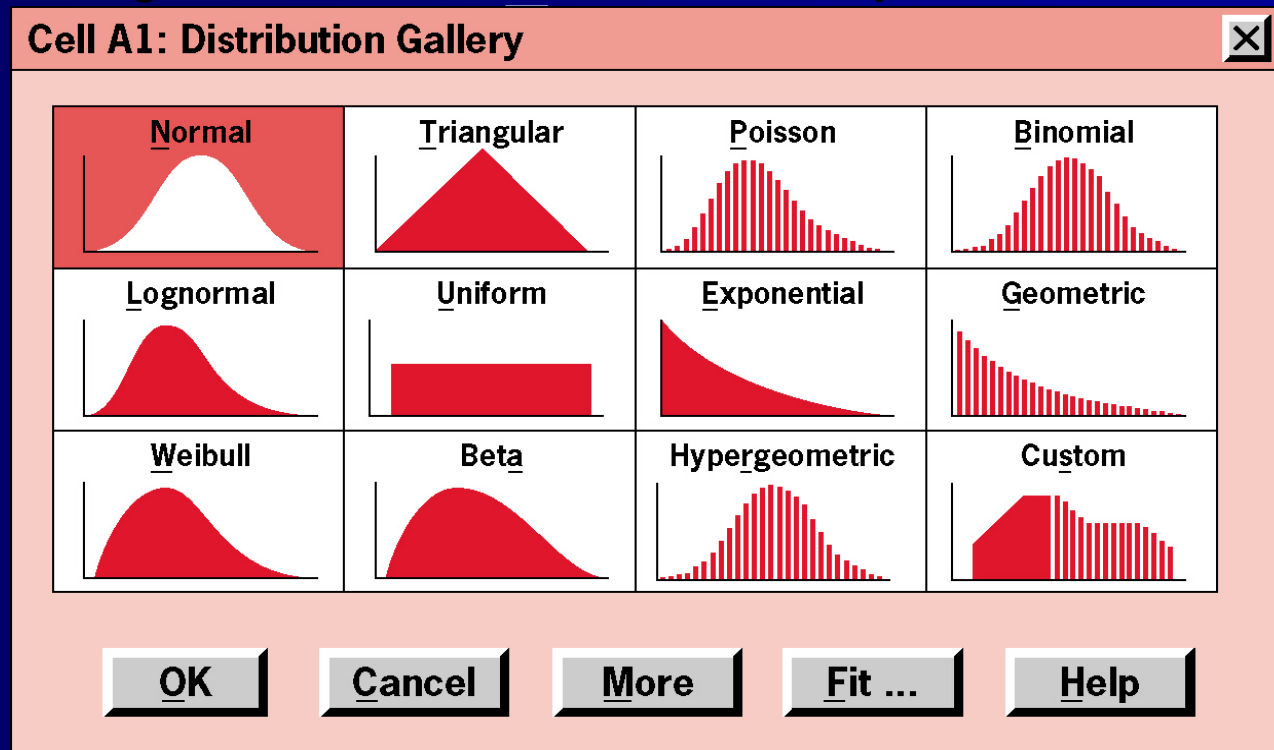 Cell A1: Distribution Gallery
Normal
Triangular
Poisson
Binomial
Lognormal
Uniform
Exponential
Geometric
Weibull
Beta
Hypergeometric
Custom
OK
Cancel
More
Fit ...
Help